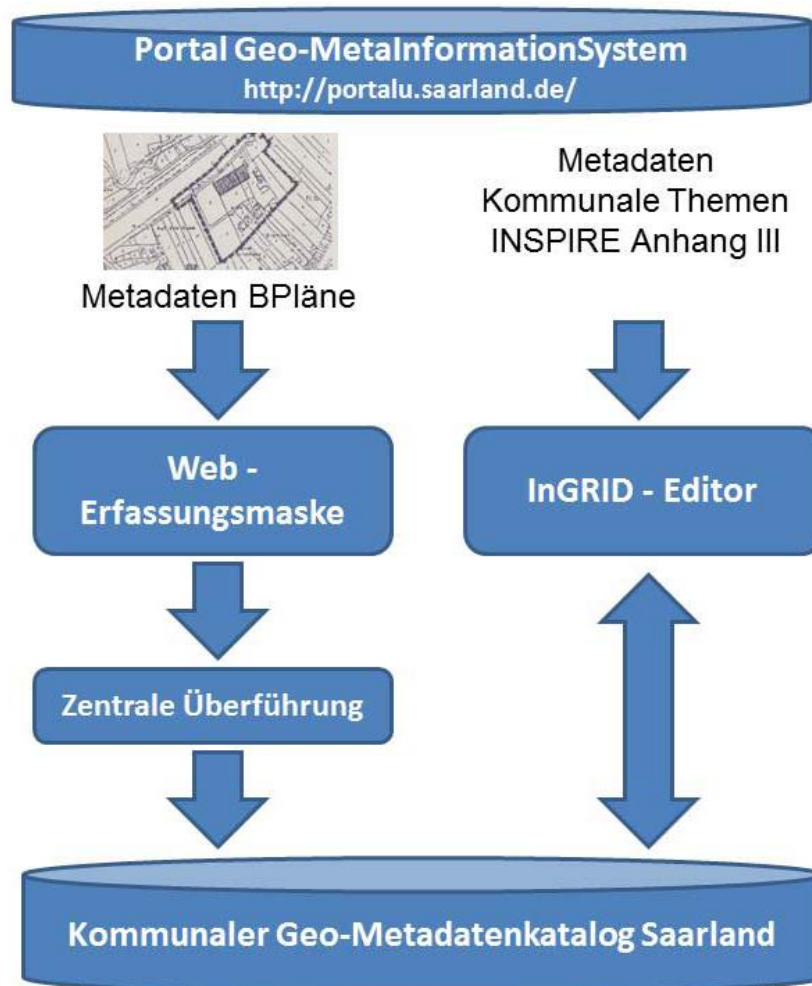 Portal Geo-MetaInformationSystem
http://portalu.saarland.de/
Metadaten BPläne
Metadaten
Kommunale Themen
INSPIRE Anhang III
Web -
Erfassungsmaske
InGRID - Editor
Zentrale Überführung
Kommunaler Geo-Metadatenkatalog Saarland